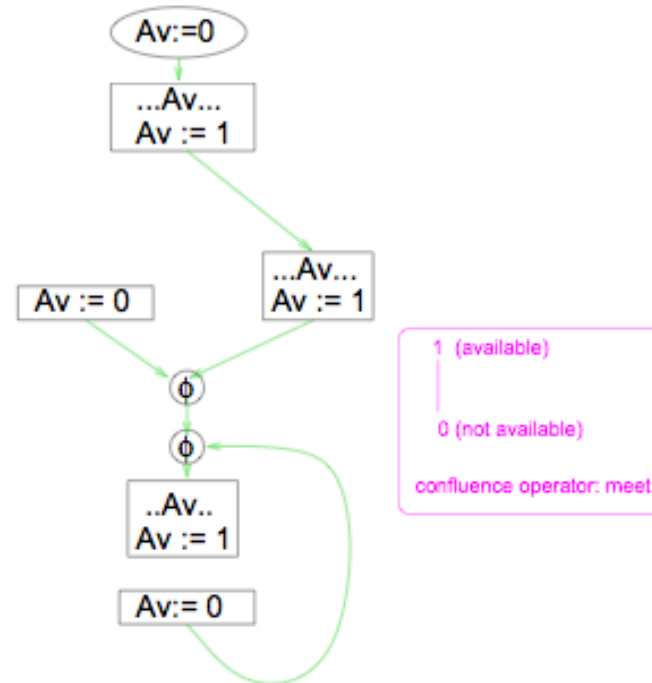 Av:=0
...Av...
Av := 1
...Av...
Av := 1
Av := 0
ϕ
ϕ
..Av..
Av := 1
Av:= 0
1 (available)
0 (not available)
confluence operator: meet